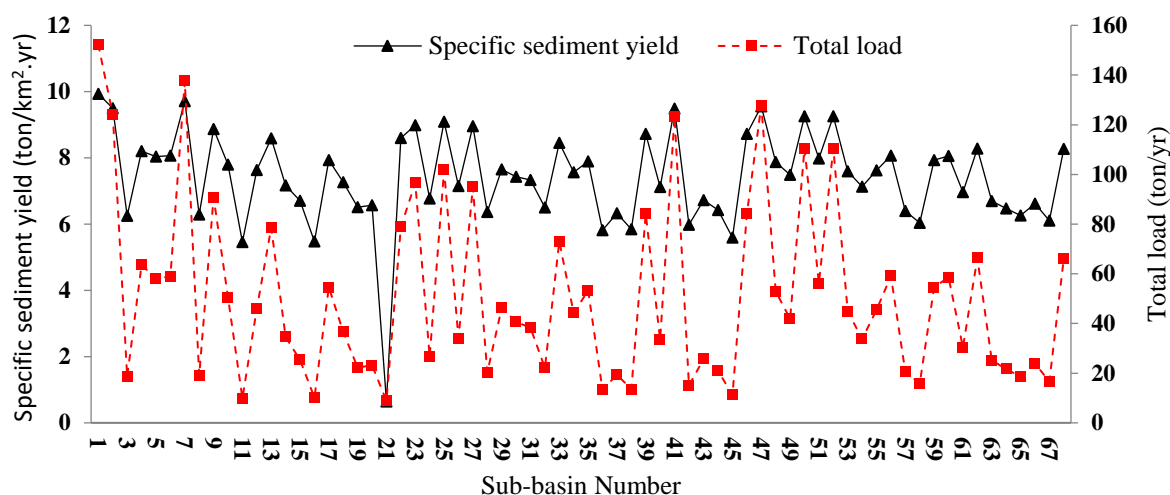 Specific sediment yield (ton/km².yr)
12
10
8
6
4
2
0
Specific sediment yield
Total load
160
140
120
100
80
60
40
20
0
Total load (ton/yr)
1 3 5 7 9 11 13 15 17 19 21 23 25 27 29 31 33 35 37 39 41 43 45 47 49 51 53 55 57 59 61 63 65 67
Sub-basin Number